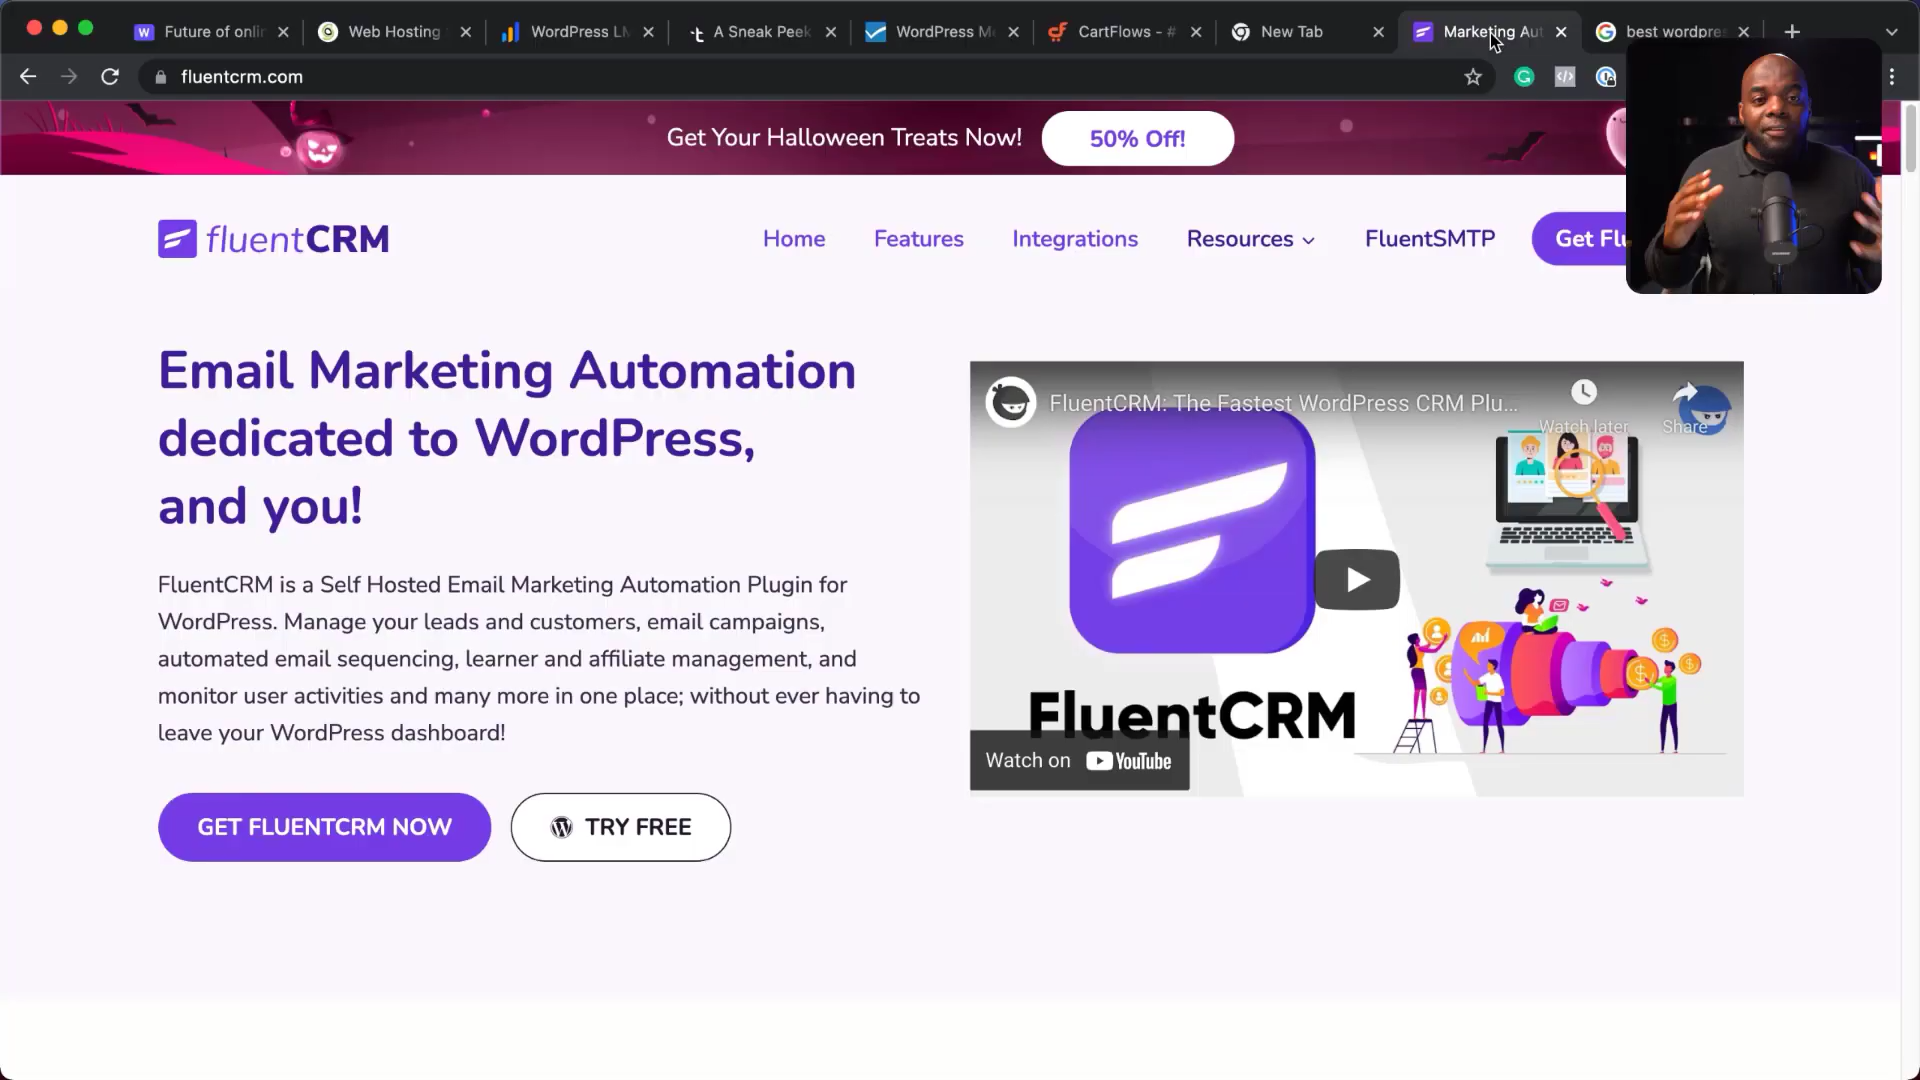 Future of onlin
Web Hosting
WordPress LM
A Sneak Peek
WordPress M
CartFlows - #
New Tab
Marketing Aut
best wordpres
fluentcrm.com
Get Your Halloween Treats Now!
50% Off!
fluentCRM
Home
Features
Integrations
Resources
FluentSMTP
Get Flu
Email Marketing Automation
dedicated to WordPress,
and you!
FluentCRM is a Self Hosted Email Marketing Automation Plugin for
WordPress. Manage your leads and customers, email campaigns,
automated email sequencing, learner and affiliate management, and
monitor user activities and many more in one place; without ever having to
leave your WordPress dashboard!
GET FLUENTCRM NOW
TRY FREE
FluentCRM: The Fastest WordPress CRM Plu...
Watch later
Share
FluentCRM
Watch on YouTube